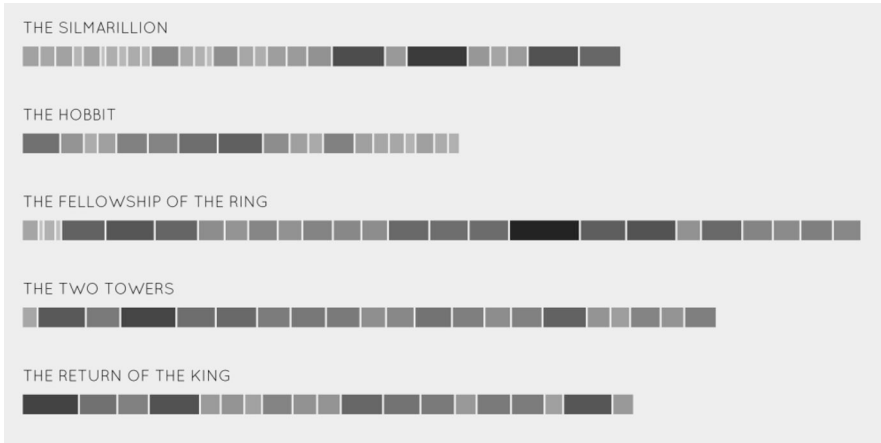 THE SILMARILLION
THE HOBBIT
THE FELLOWSHIP OF THE RING
THE TWO TOWERS
THE RETURN OF THE KING